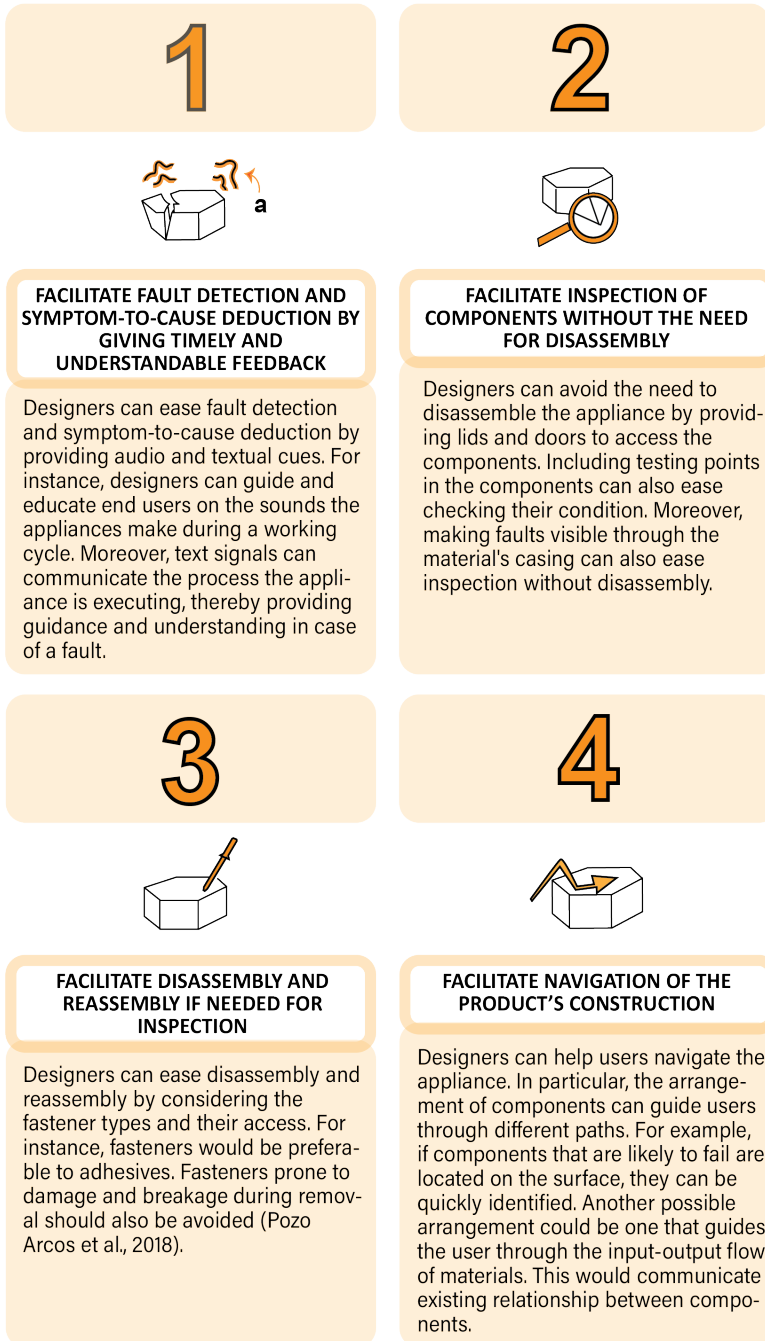 1
a
FACILITATE FAULT DETECTION AND
SYMPTOM-TO-CAUSE DEDUCTION BY
GIVING TIMELY AND
UNDERSTANDABLE FEEDBACK
Designers can ease fault detection
and symptom-to-cause deduction by
providing audio and textual cues. For
instance, designers can guide and
educate end users on the sounds the
appliances make during a working
cycle. Moreover, text signals can
communicate the process the appli-
ance is executing, thereby providing
guidance and understanding in case
of a fault.
2
FACILITATE INSPECTION OF
COMPONENTS WITHOUT THE NEED
FOR DISASSEMBLY
Designers can avoid the need to
disassemble the appliance by provid-
ing lids and doors to access the
components. Including testing points
in the components can also ease
checking their condition. Moreover,
making faults visible through the
material's casing can also ease
inspection without disassembly.
3
FACILITATE DISASSEMBLY AND
REASSEMBLY IF NEEDED FOR
INSPECTION
Designers can ease disassembly and
reassembly by considering the
fastener types and their access. For
instance, fasteners would be prefera-
ble to adhesives. Fasteners prone to
damage and breakage during remov-
al should also be avoided (Pozo
Arcos et al., 2018).
4
FACILITATE NAVIGATION OF THE
PRODUCT’S CONSTRUCTION
Designers can help users navigate the
appliance. In particular, the arrange-
ment of components can guide users
through different paths. For example,
if components that are likely to fail are
located on the surface, they can be
quickly identified. Another possible
arrangement could be one that guides
the user through the input-output flow
of materials. This would communicate
existing relationship between compo-
nents.